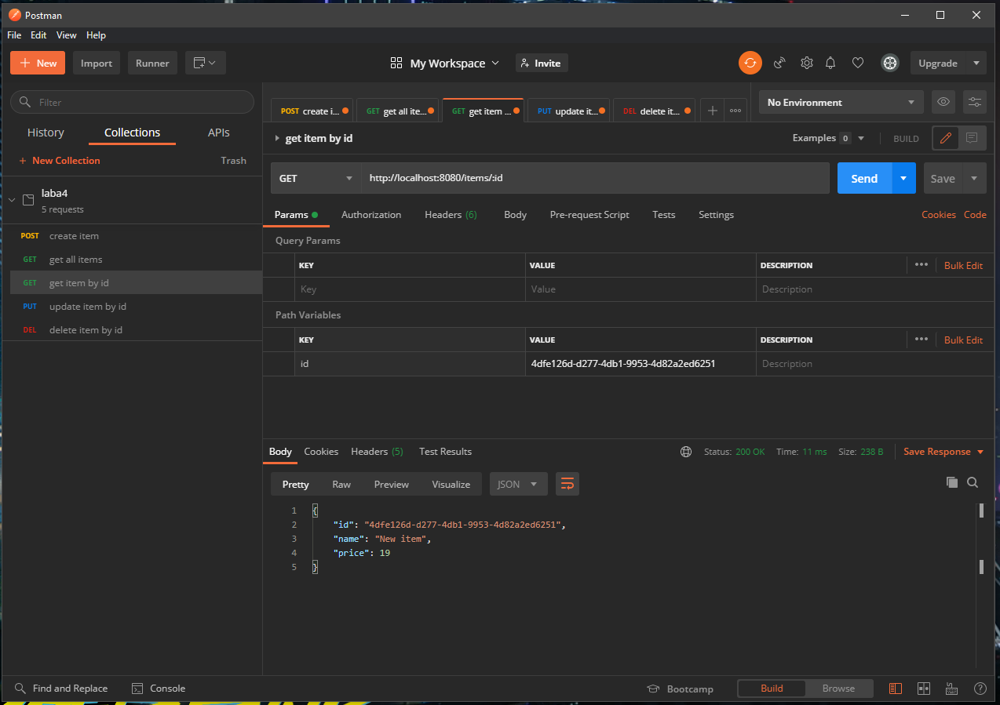 Postman
File Edit View Help
New Import Runner My Workspace Invite Upgrade
Filter
History Collections APIs
New Collection Trash
laba4
5 requests
POST create item
GET get all items
GET get item by id
PUT update item by id
DEL delete item by id
POST create i... GET get all ite... GET get item ... PUT update it... DEL delete it... No Environment
get item by id Examples 0 BUILD
GET http://localhost:8080/items/:id Send Save
Params Authorization Headers (6) Body Pre-request Script Tests Settings Cookies Code
Query Params
KEY VALUE DESCRIPTION Bulk Edit
Key Value Description
Path Variables
KEY VALUE DESCRIPTION Bulk Edit
id 4dfe126d-d277-4db1-9953-4d82a2ed6251 Description
Body Cookies Headers (5) Test Results Status: 200 OK Time: 11 ms Size: 238 B Save Response
Pretty Raw Preview Visualize JSON
1 {
2 "id": "4dfe126d-d277-4db1-9953-4d82a2ed6251",
3 "name": "New item",
4 "price": 19
5 }
Find and Replace Console Bootcamp Build Browse